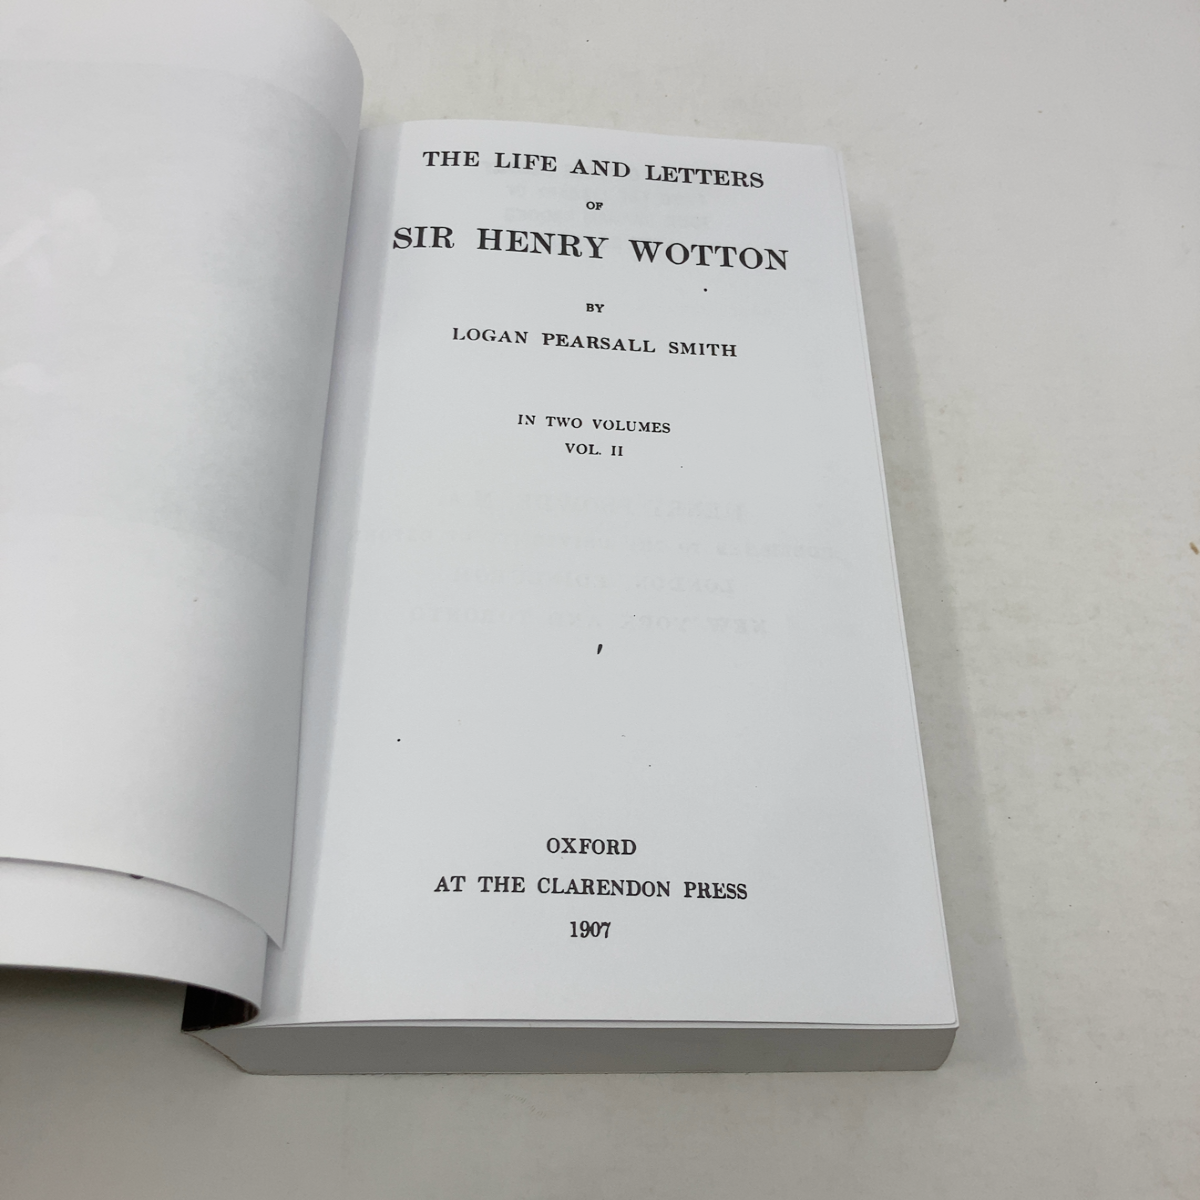 THE LIFE AND LETTERS
OF
SIR HENRY WOTTON
BY
LOGAN PEARSALL SMITH
IN TWO VOLUMES
VOL. II
OXFORD
AT THE CLARENDON PRESS
1907